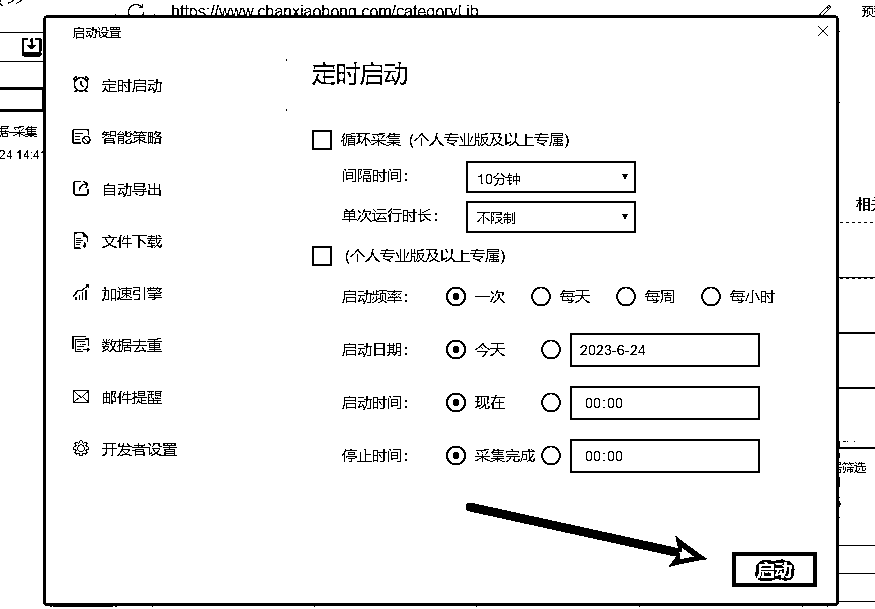 https://www.chanxiaohong.com/categoryLib
启动设置
定时启动
智能策略
自动导出
文件下载
加速引擎
数据去重
邮件提醒
开发者设置
定时启动
循环采集 (个人专业版及以上专属)
间隔时间: 10分钟
单次运行时长: 不限制
(个人专业版及以上专属)
启动频率: 一次 每天 每周 每小时
启动日期: 今天 2023-6-24
启动时间: 现在 00:00
停止时间: 采集完成 00:00
启动
采集
24 14:41
筛选